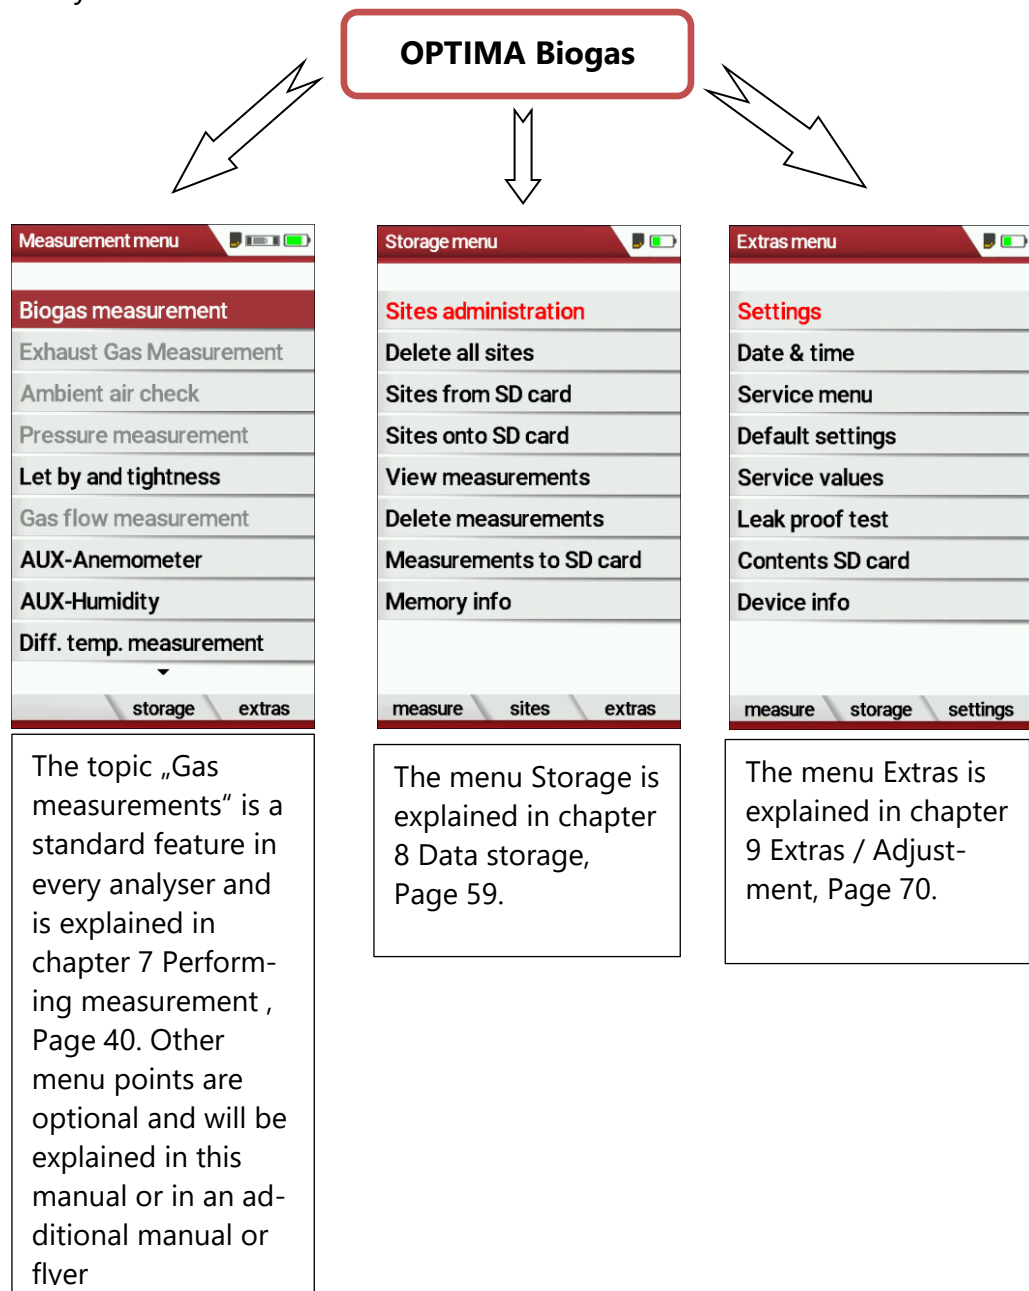 OPTIMA Biogas
Measurement menu
Biogas measurement
Exhaust Gas Measurement
Ambient air check
Pressure measurement
Let by and tightness
Gas flow measurement
AUX-Anemometer
AUX-Humidity
Diff. temp. measurement
storage extras
The topic „Gas
measurements“ is a
standard feature in
every analyser and
is explained in
chapter 7 Perform-
ing measurement ,
Page 40. Other
menu points are
optional and will be
explained in this
manual or in an ad-
ditional manual or
flyer
Storage menu
Sites administration
Delete all sites
Sites from SD card
Sites onto SD card
View measurements
Delete measurements
Measurements to SD card
Memory info
measure sites extras
The menu Storage is
explained in chapter
8 Data storage,
Page 59.
Extras menu
Settings
Date & time
Service menu
Default settings
Service values
Leak proof test
Contents SD card
Device info
measure storage settings
The menu Extras is
explained in chapter
9 Extras / Adjust-
ment, Page 70.